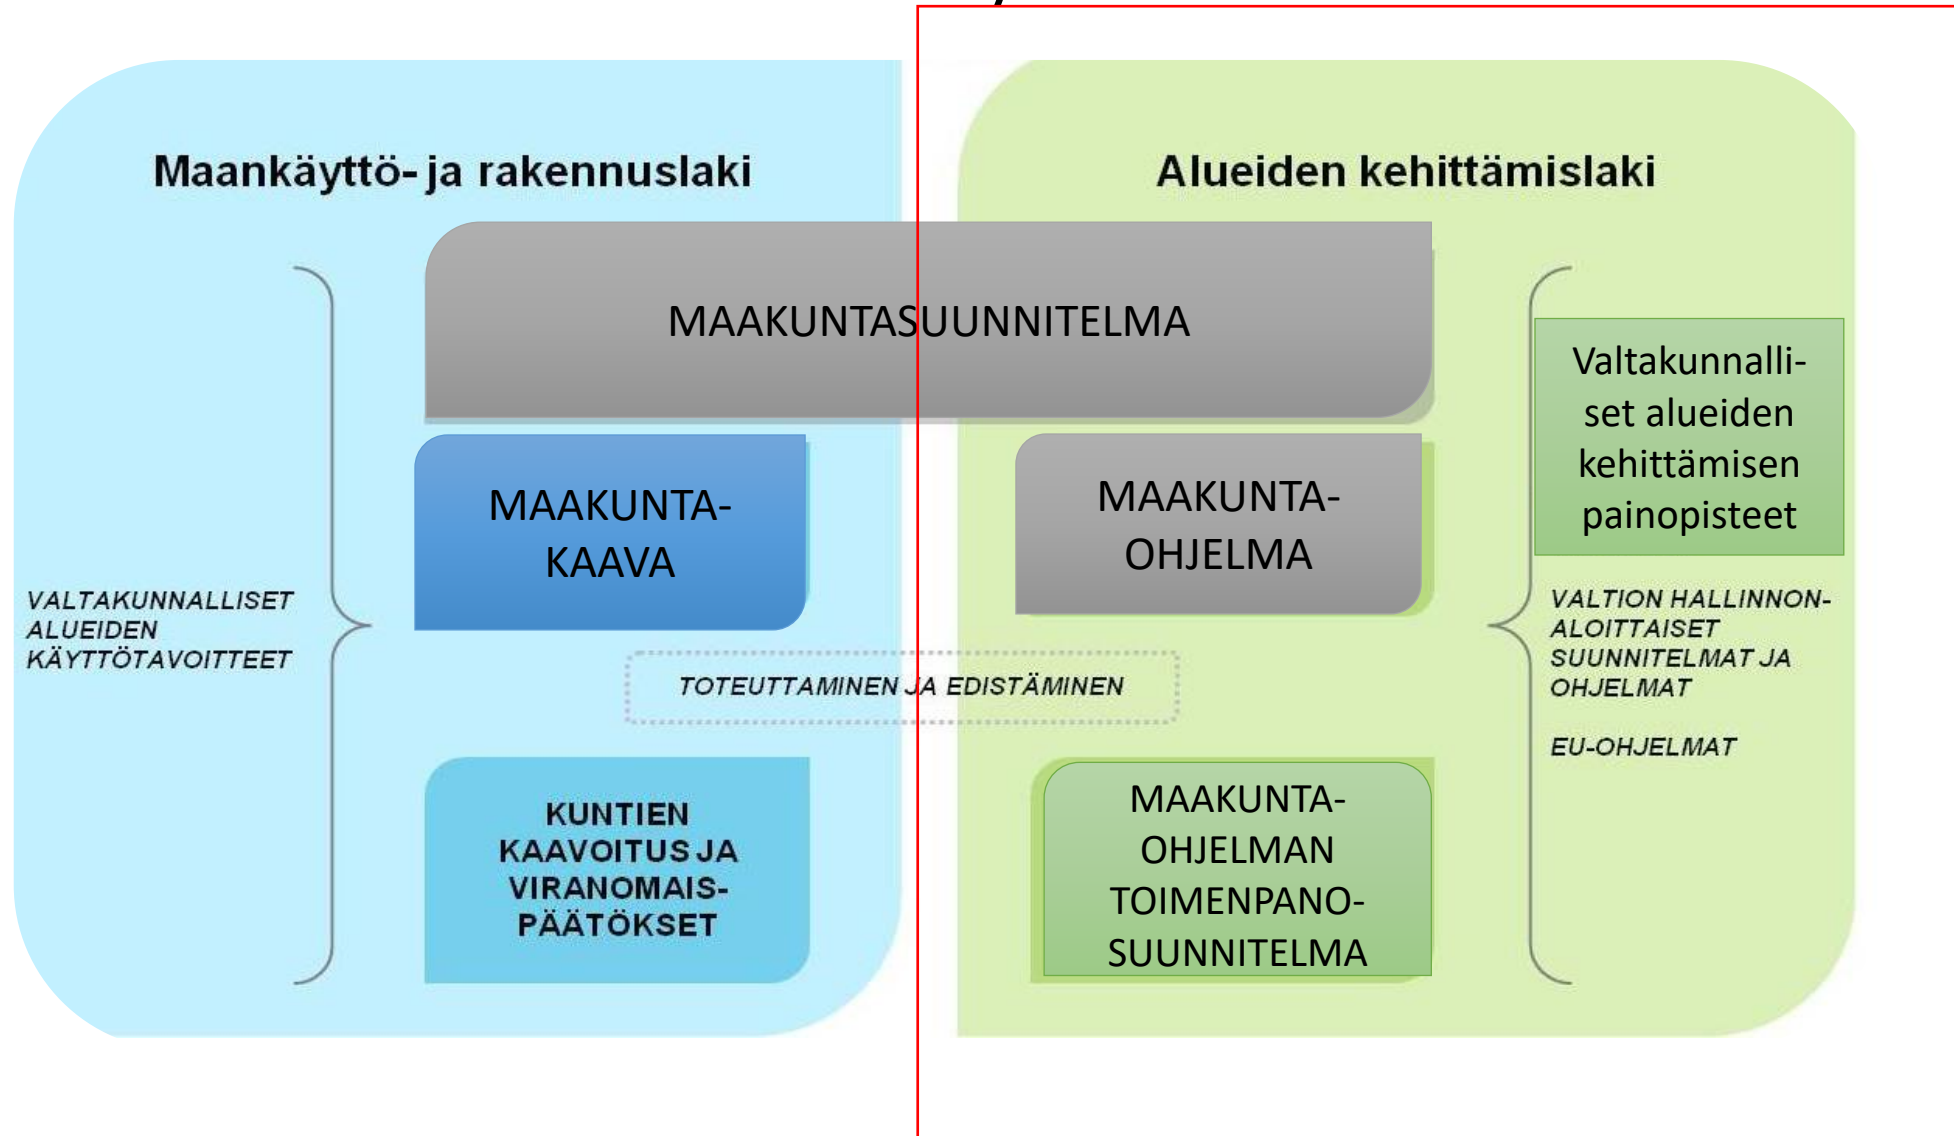 Maankäyttö- ja rakennuslaki
Alueiden kehittämislaki
MAAKUNTASUUNNITELMA
MAAKUNTA-
KAAVA
MAAKUNTA-
OHJELMA
Valtakunnalli-
set alueiden
kehittämisen
painopisteet
VALTAKUNNALLISET
ALUEIDEN
KÄYTTÖTAVOITTEET
VALTION HALLINNON-
ALOITTAISET
SUUNNITELMAT JA
OHJELMAT
EU-OHJELMAT
TOTEUTTAMINEN JA EDISTÄMINEN
KUNTIEN
KAAVOITUS JA
VIRANOMAIS-
PÄÄTÖKSET
MAAKUNTA-
OHJELMAN
TOIMENPANO-
SUUNNITELMA